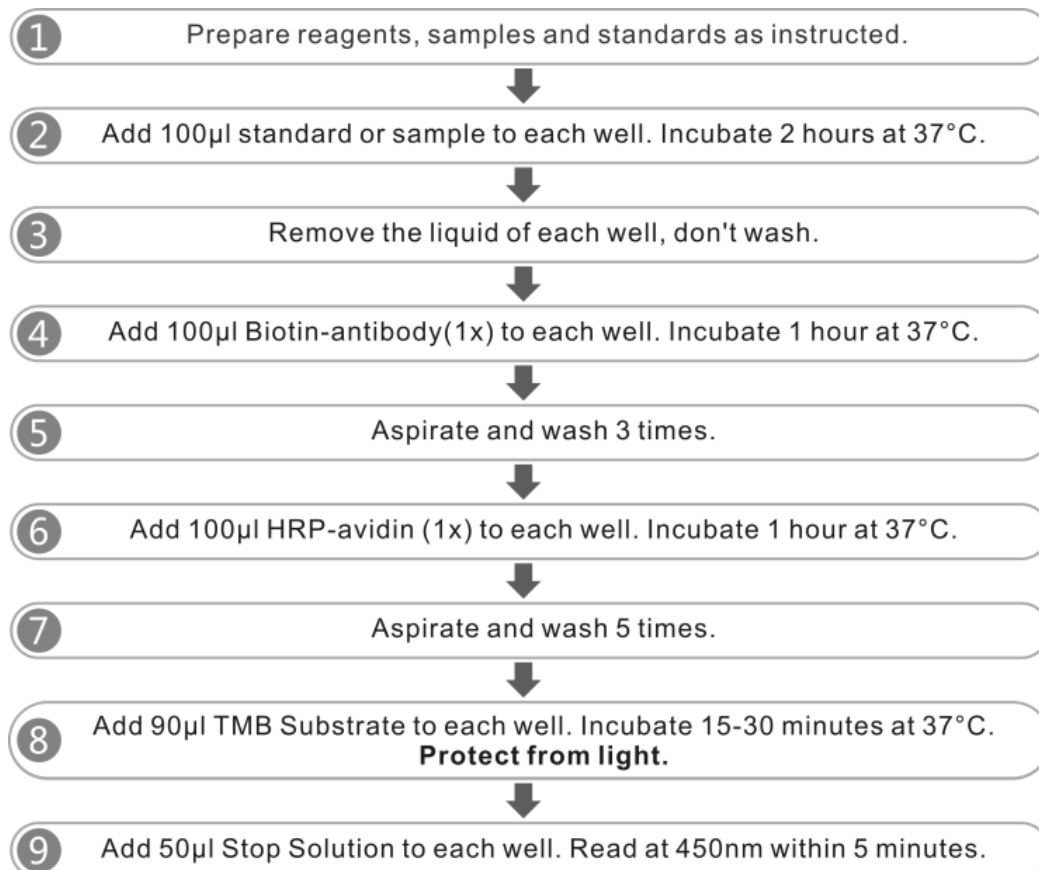 1 Prepare reagents, samples and standards as instructed.
2 Add 100µl standard or sample to each well. Incubate 2 hours at 37°C.
3 Remove the liquid of each well, don't wash.
4 Add 100µl Biotin-antibody(1x) to each well. Incubate 1 hour at 37°C.
5 Aspirate and wash 3 times.
6 Add 100µl HRP-avidin (1x) to each well. Incubate 1 hour at 37°C.
7 Aspirate and wash 5 times.
8 Add 90µl TMB Substrate to each well. Incubate 15-30 minutes at 37°C.
Protect from light.
9 Add 50µl Stop Solution to each well. Read at 450nm within 5 minutes.